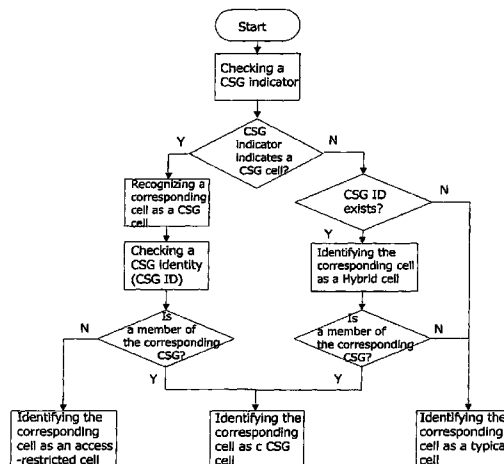 Start
Checking a
CSG indicator
CSG
indicator
indicates a
CSG cell?
Y
N
Recognizing a
corresponding
cell as a CSG
cell
CSG ID
exists?
N
Y
Checking a
CSG identity
(CSG ID)
Identifying the
corresponding cell
as a Hybrid cell
Is
a member of
the corresponding
CSG?
N
Y
Is
a member of
the corresponding
CSG?
N
Y
Identifying the
corresponding
cell as an access
-restricted cell
Identifying the
corresponding
cell as c CSG
cell
Identifying the
corresponding
cell as a typical
cell